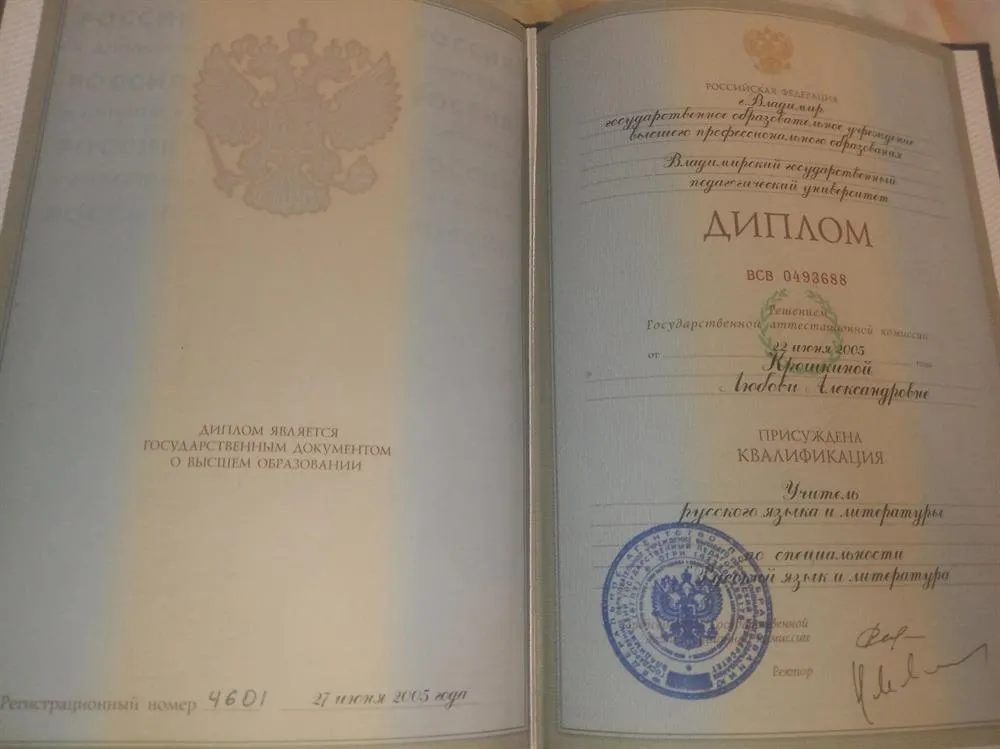 ДИПЛОМ ЯВЛЯЕТСЯ
ГОСУДАРСТВЕННЫМ ДОКУМЕНТОМ
О ВЫСШЕМ ОБРАЗОВАНИИ
Регистрационный номер 4601 27 июня 2005 года
РОССИЙСКАЯ ФЕДЕРАЦИЯ
г.Владимир
государственное образовательное учреждение
высшего профессионального образования
Владимирский государственный
педагогический университет
ДИПЛОМ
ВСВ 0493688
Решением
Государственной аттестационной комиссии
от 22 июня 2005 года
Крошкиной
Любови Александровне
ПРИСУЖДЕНА
КВАЛИФИКАЦИЯ
Учитель
русского языка и литературы
по специальности
Русский язык и литература
Государственной
комиссии
Ректор